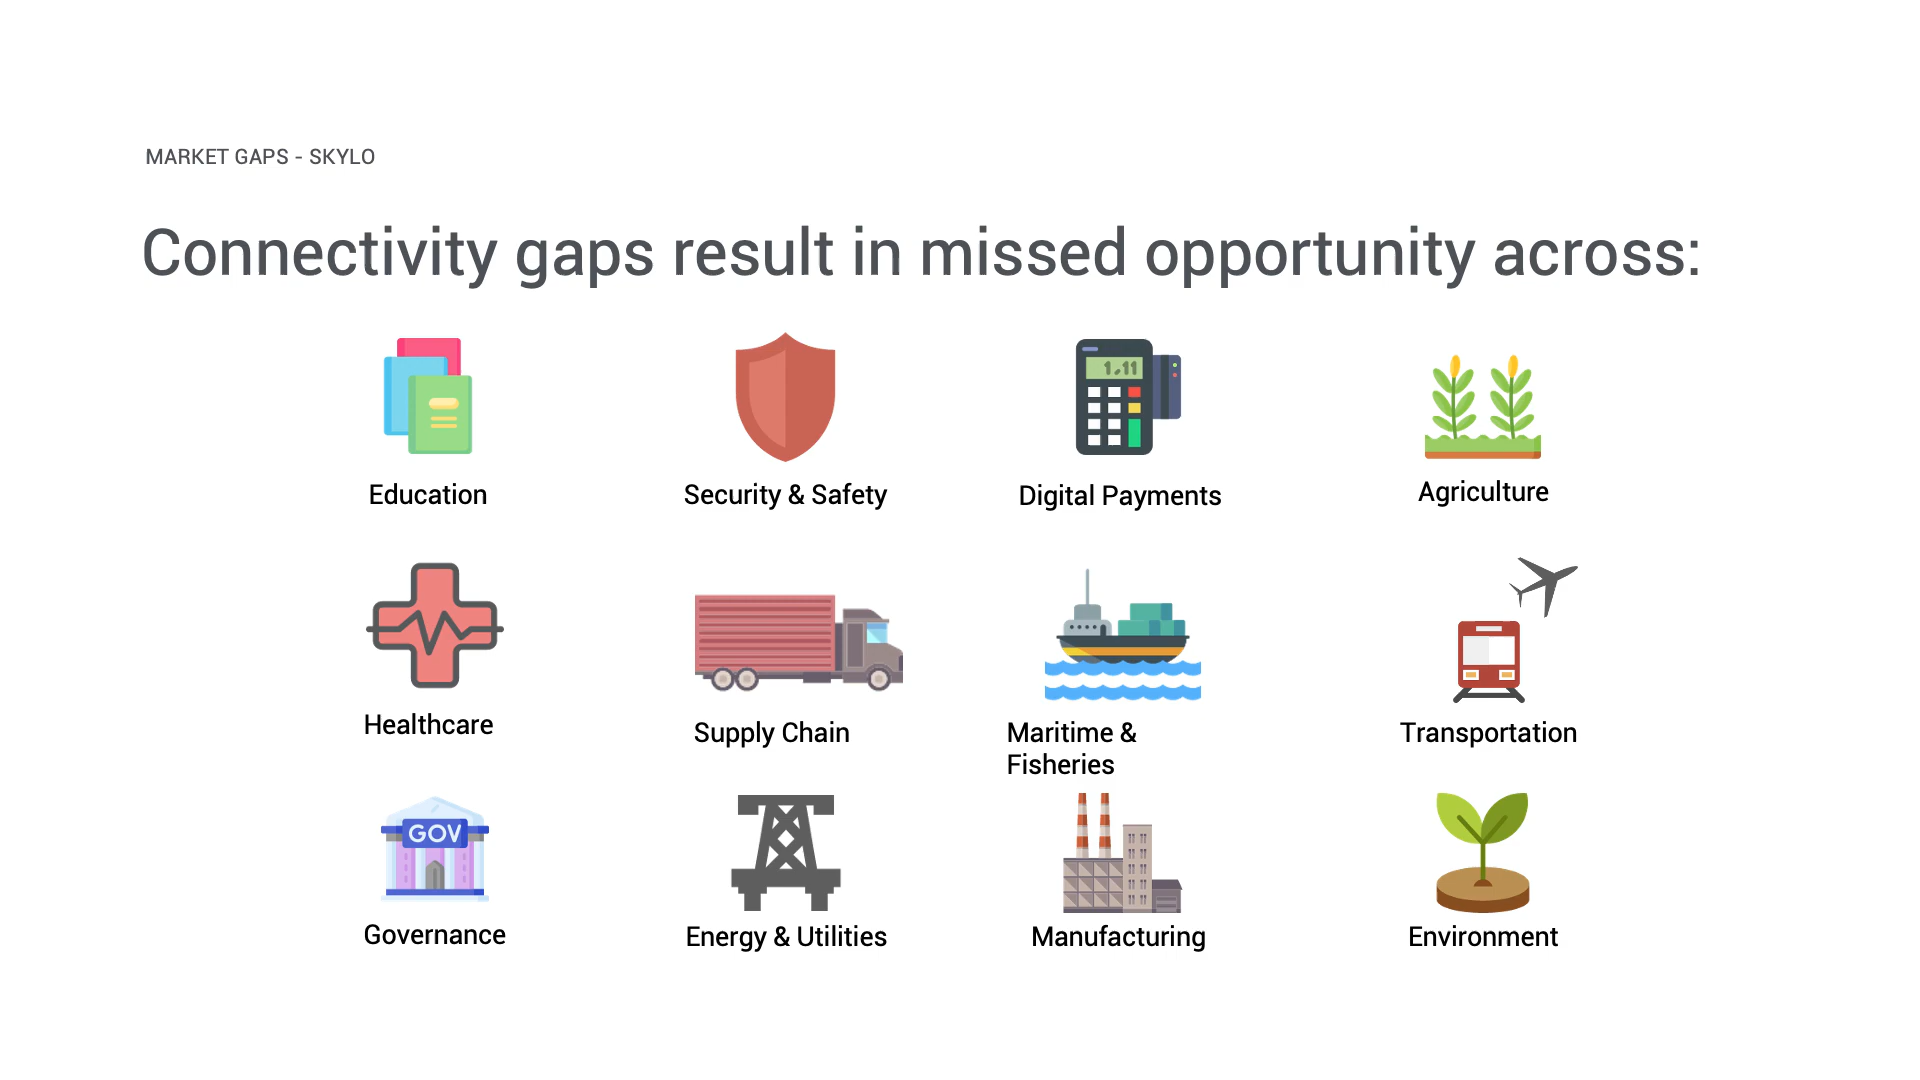 MARKET GAPS - SKYLO
Connectivity gaps result in missed opportunity across:
1.11
Education
Security & Safety
Digital Payments
Agriculture
Healthcare
Supply Chain
Maritime &
Fisheries
Transportation
GOV
Governance
Energy & Utilities
Manufacturing
Environment